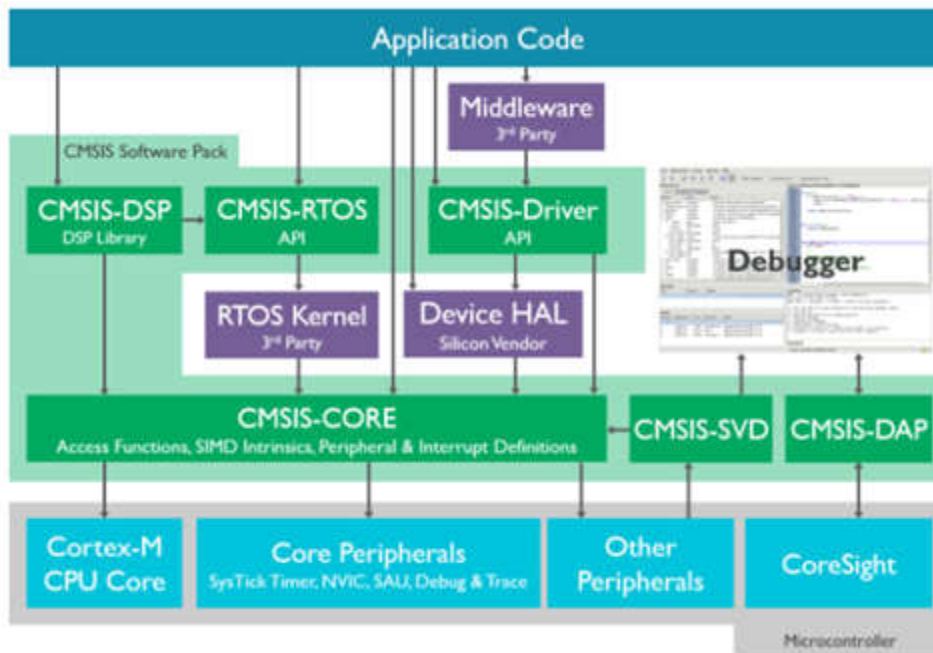 Application Code
Middleware
3rd Party
CMSIS Software Pack
CMSIS-DSP
DSP Library
CMSIS-RTOS
API
CMSIS-Driver
API
Debugger
RTOS Kernel
3rd Party
Device HAL
Silicon Vendor
CMSIS-CORE
Access Functions, SIMD Intrinsics, Peripheral & Interrupt Definitions
CMSIS-SVD
CMSIS-DAP
Cortex-M
CPU Core
Core Peripherals
SysTick Timer, NVIC, SAU, Debug & Trace
Other
Peripherals
CoreSight
Microcontroller